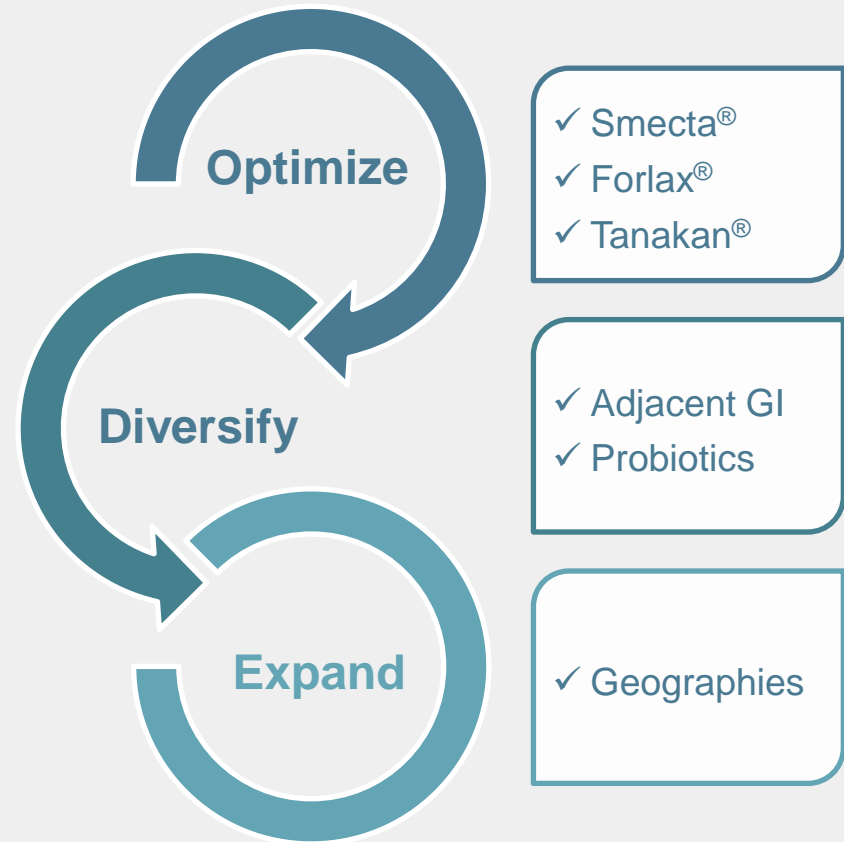 Optimize
✓ Smecta®
✓ Forlax®
✓ Tanakan®
Diversify
✓ Adjacent GI
✓ Probiotics
Expand
✓ Geographies